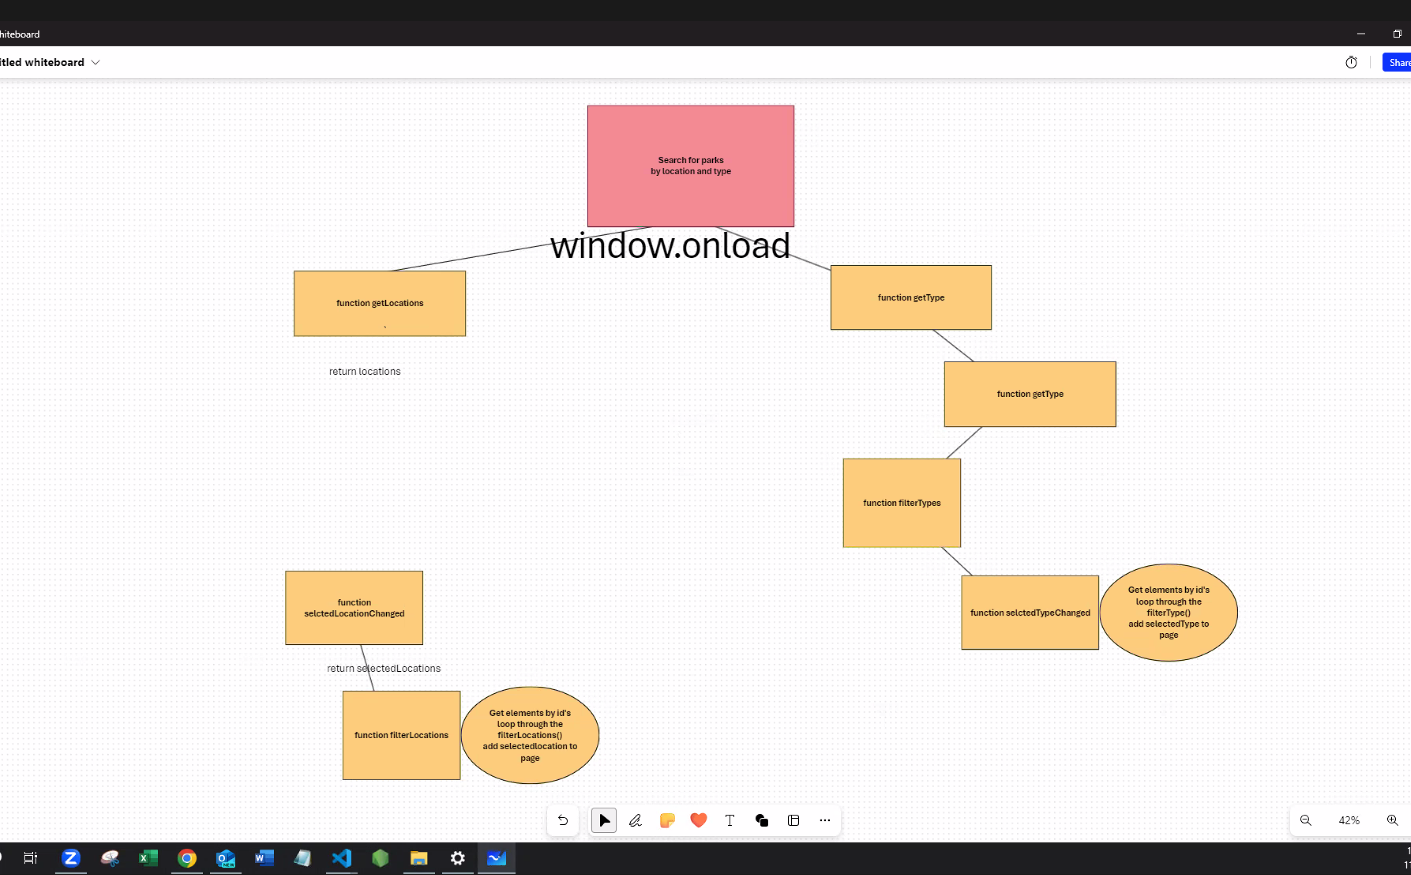 hiteboard
itled whiteboard
Share
Search for parks
by location and type
window.onload
function getLocations
.
function getType
return locations
function getType
function filterTypes
function
selctedLocationChanged
function selctedTypeChanged
Get elements by id's
loop through the
filterType()
add selectedType to
page
return selectedLocations
function filterLocations
Get elements by id's
loop through the
filterLocations()
add selectedlocation to
page
42%